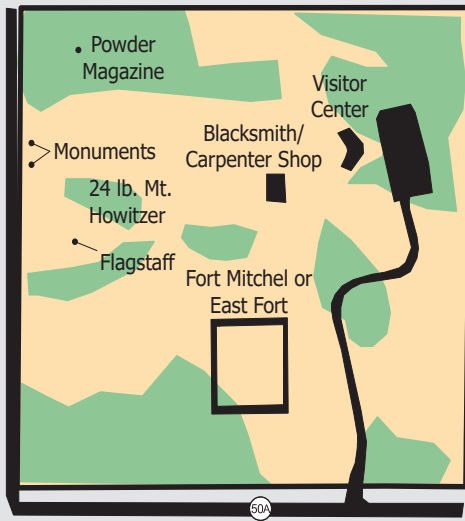 Powder
Magazine
Visitor
Center
Blacksmith/
Carpenter Shop
Monuments
24 lb. Mt.
Howitzer
Flagstaff
Fort Mitchel or
East Fort
50A